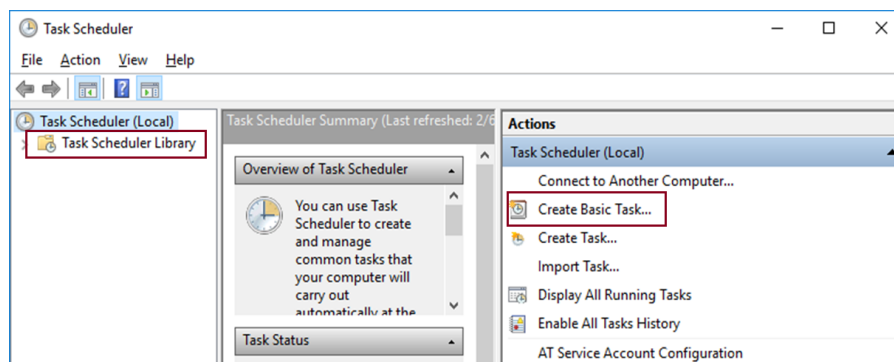 Task Scheduler
File Action View Help
Task Scheduler (Local)
Task Scheduler Library
Task Scheduler Summary (Last refreshed: 2/6
Overview of Task Scheduler
You can use Task
Scheduler to create
and manage
common tasks that
your computer will
carry out
automatically at the
Task Status
Actions
Task Scheduler (Local)
Connect to Another Computer...
Create Basic Task...
Create Task...
Import Task...
Display All Running Tasks
Enable All Tasks History
AT Service Account Configuration